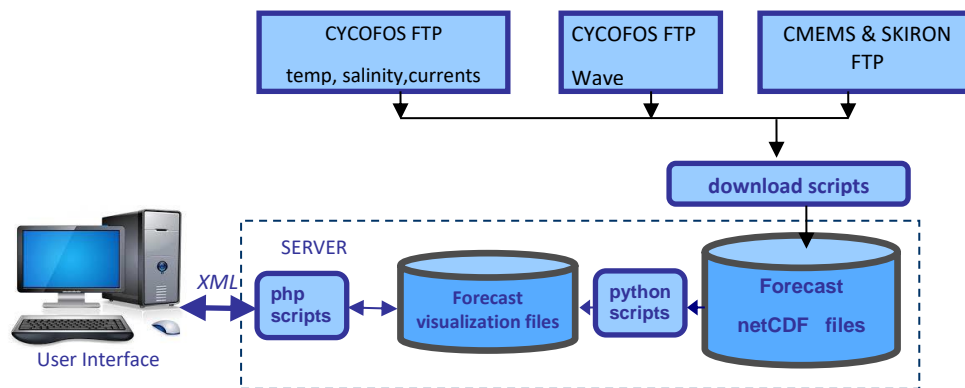 CYCOFOS FTP
temp, salinity,currents
CYCOFOS FTP
Wave
CMEMS & SKIRON
FTP
download scripts
SERVER
XML
php
scripts
Forecast
visualization files
python
scripts
Forecast
netCDF files
User Interface